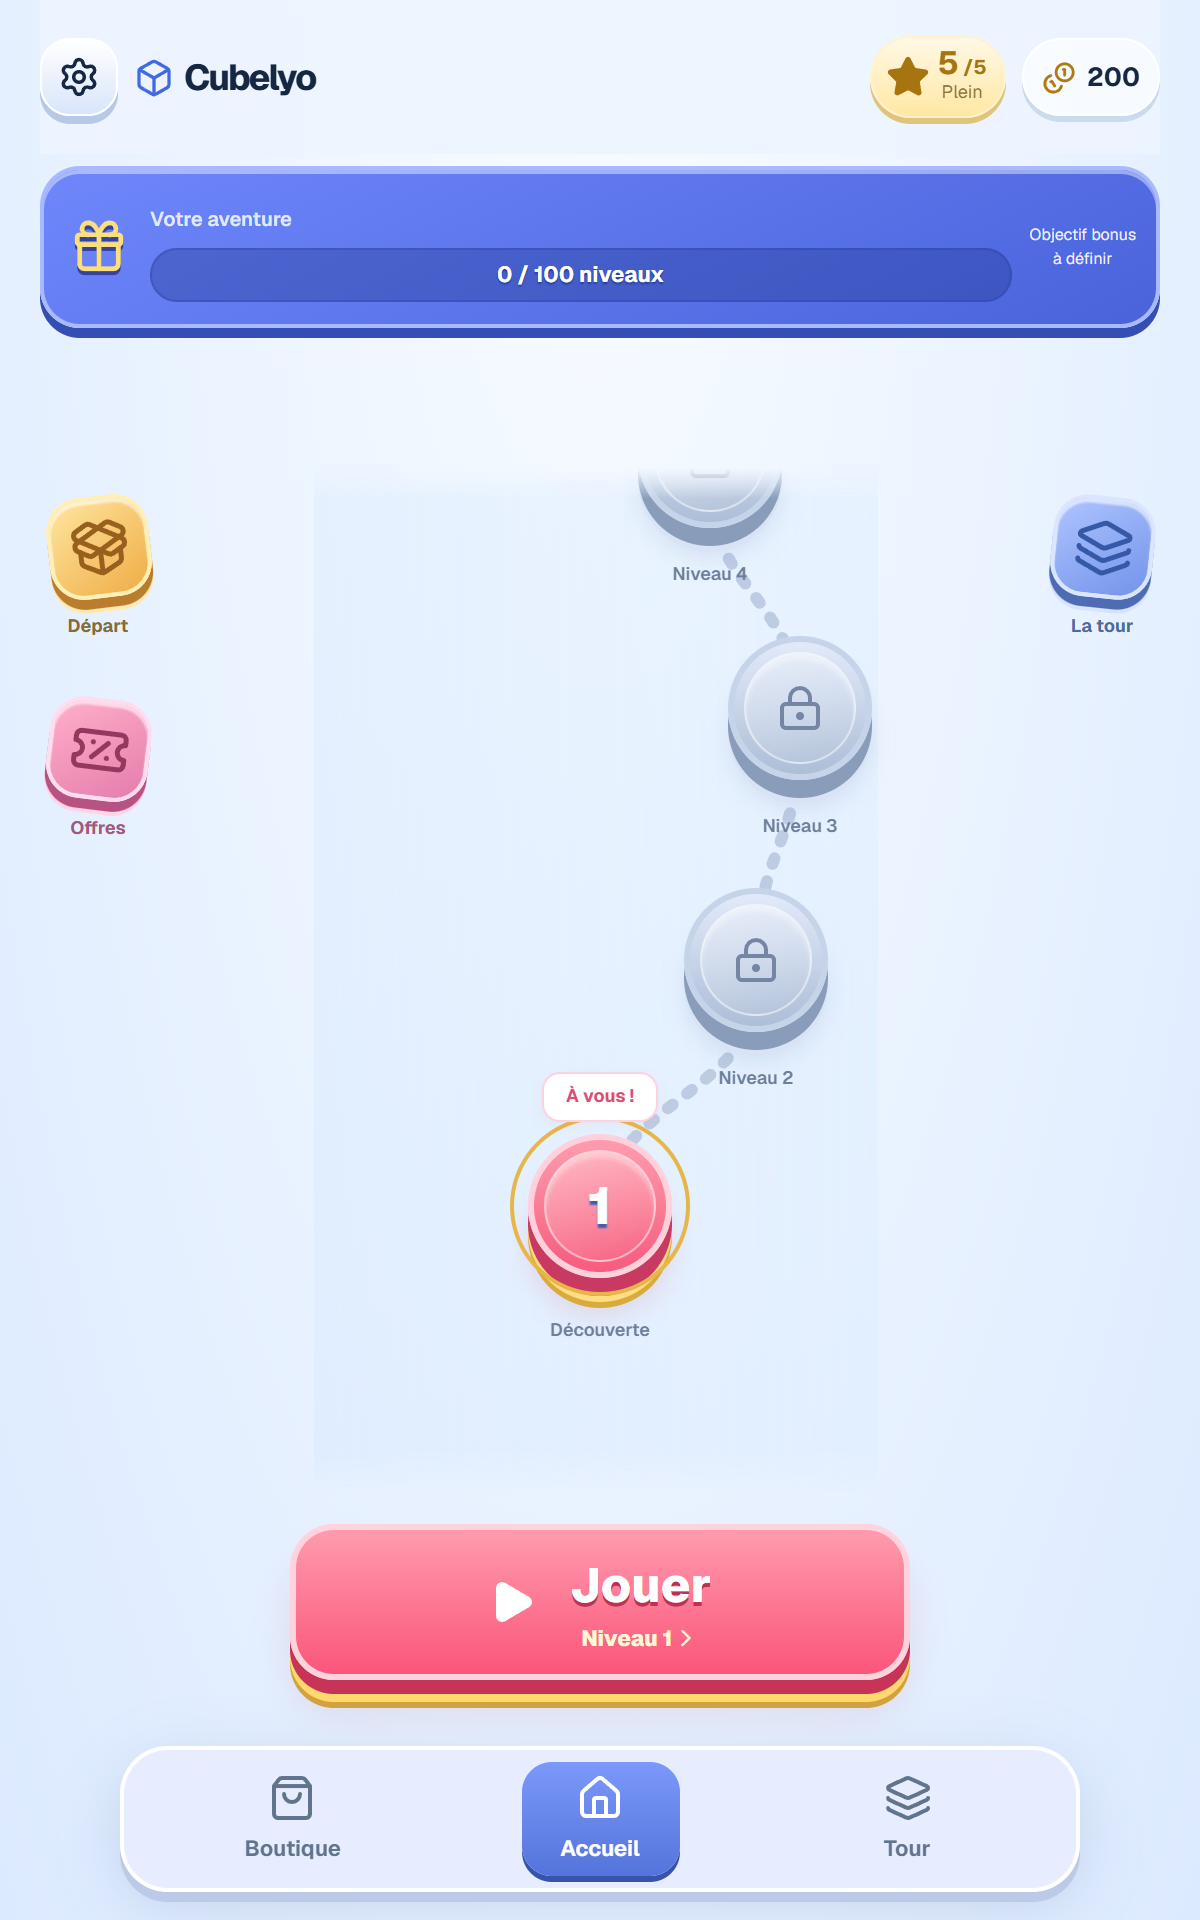 Cubelyo
5 /5
Plein
200
Votre aventure
0 / 100 niveaux
Objectif bonus
à définir
Départ
La tour
Offres
Niveau 4
Niveau 3
Niveau 2
À vous !
1
Découverte
Jouer
Niveau 1
Boutique
Accueil
Tour